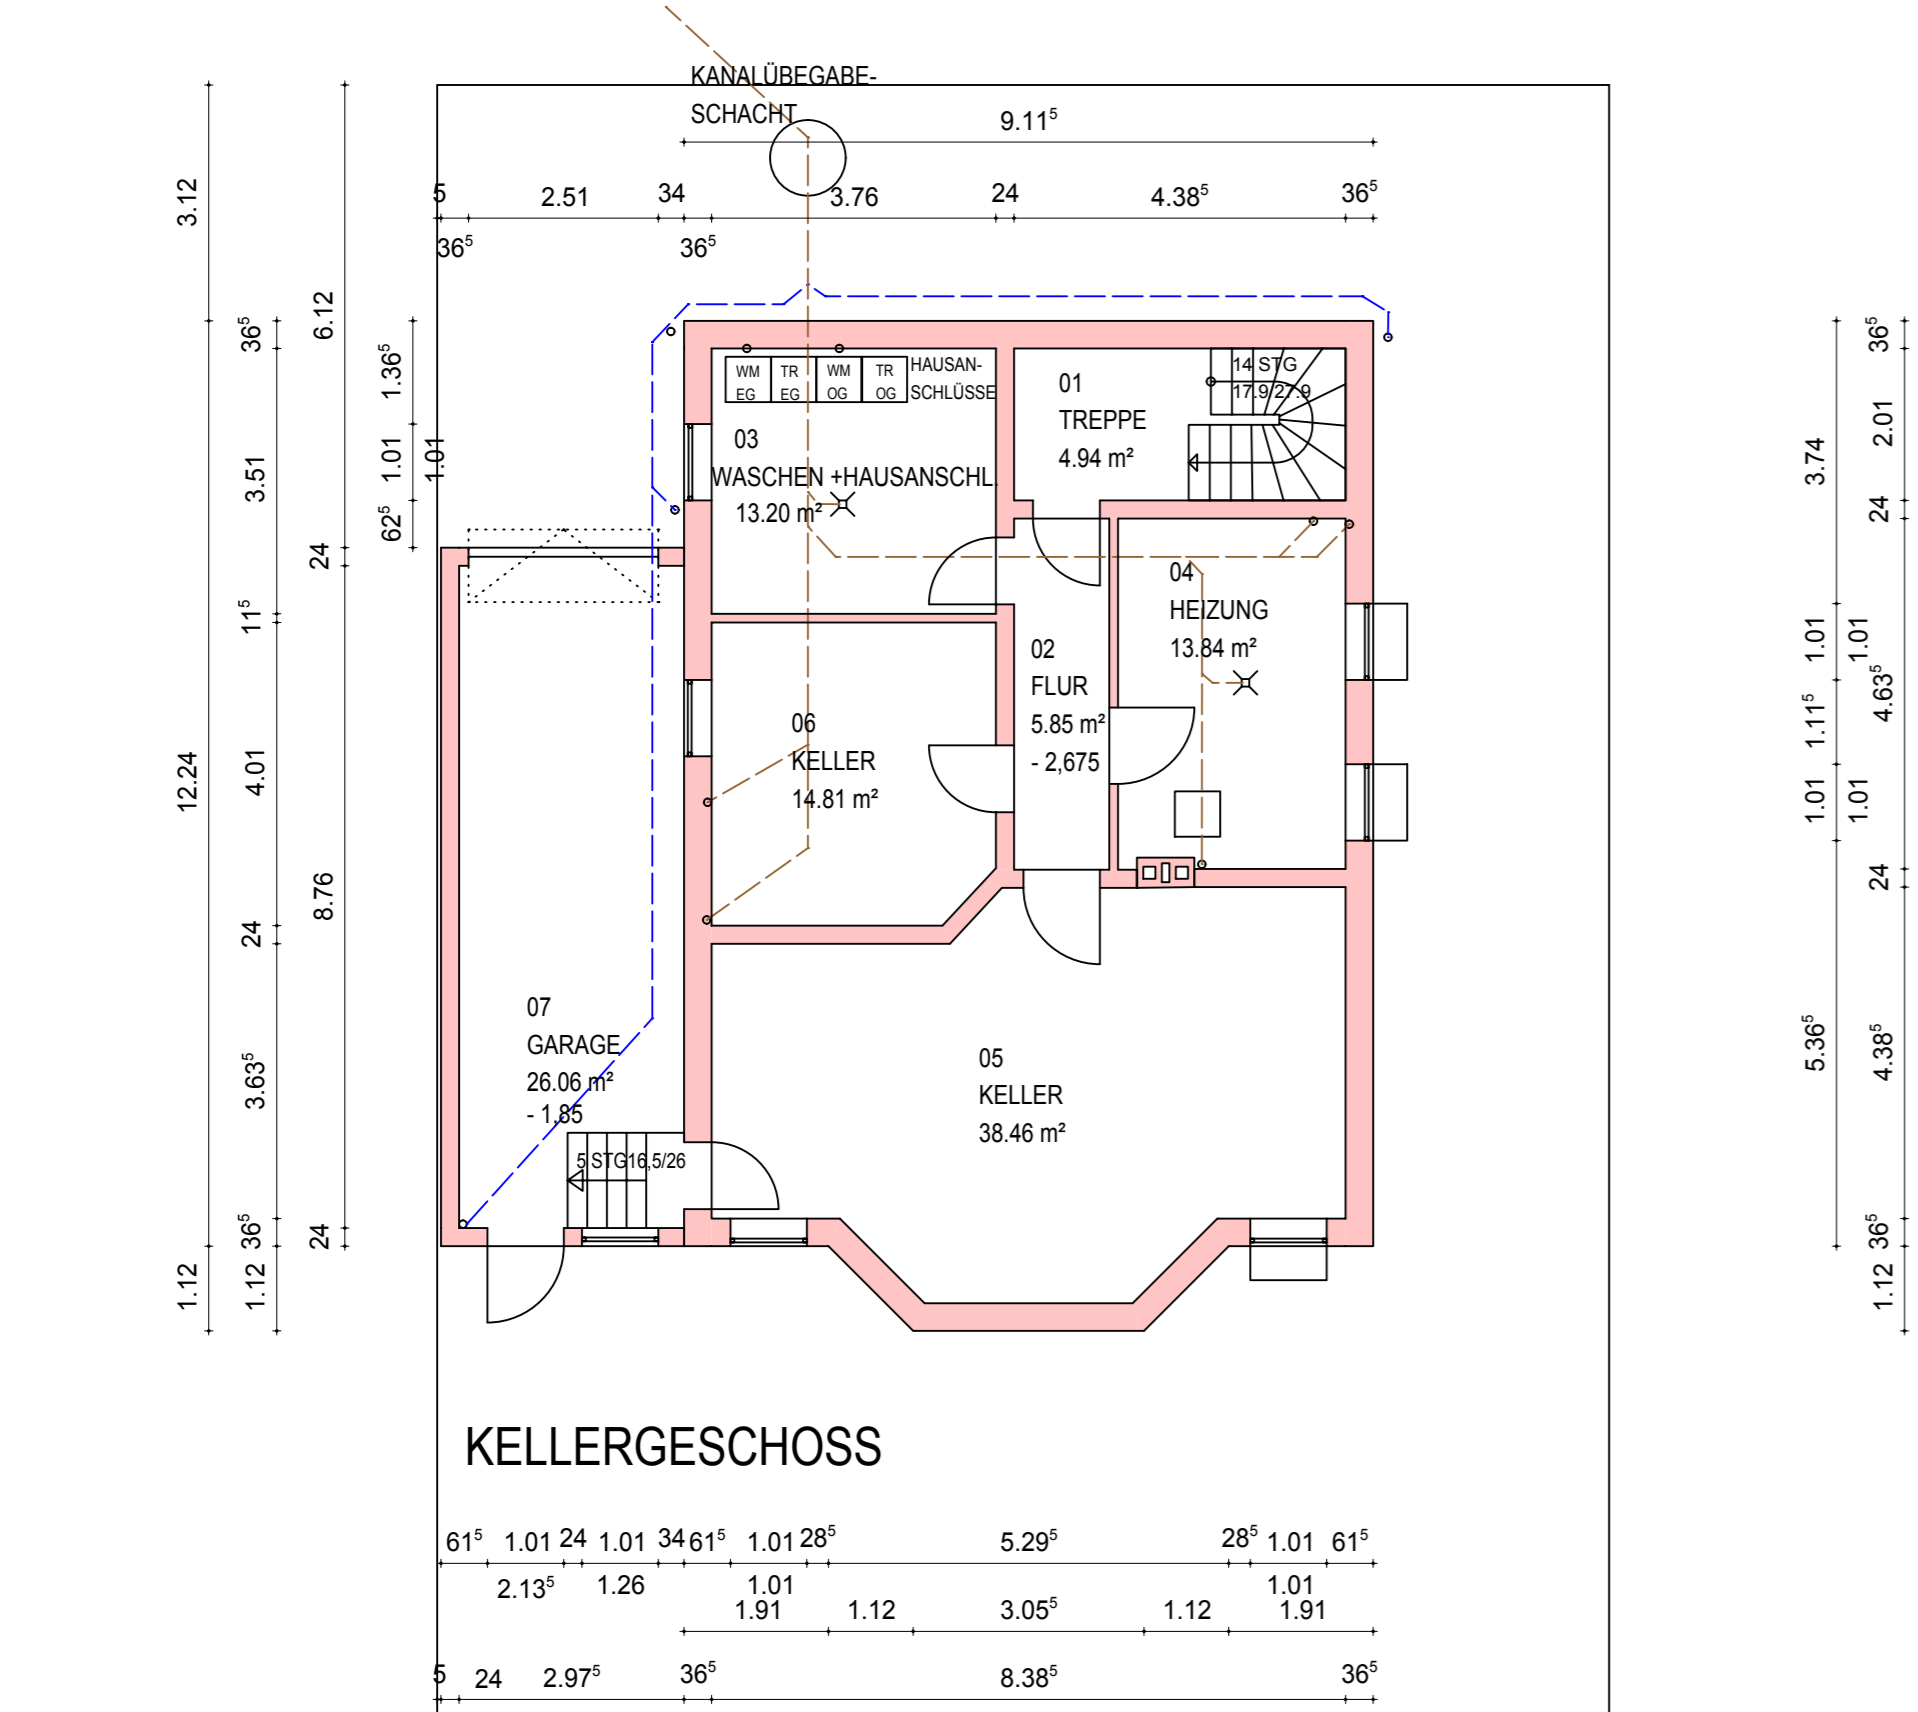 KANALÜBEGABE-
SCHACHT
9.11⁵
5 2.51 34 3.76 24 4.38⁵ 36⁵
36⁵ 36⁵
3.12
12.24
1.12
36⁵
3.51
11⁵
4.01
24
3.63⁵
36⁵
1.12
6.12
24
8.76
24
1.36⁵
1.01
1.01
62⁵
WM
EG
TR
EG
WM
OG
TR
OG
HAUSAN-
SCHLÜSSE
03
WASCHEN +HAUSANSCHL.
13.20 m²
01
TREPPE
4.94 m²
14 STG
17.9/27.9
04
HEIZUNG
13.84 m²
02
FLUR
5.85 m²
- 2,675
06
KELLER
14.81 m²
07
GARAGE
26.06 m²
- 1,85
5 STG16,5/26
05
KELLER
38.46 m²
3.74
1.01
1.01
1.11⁵
1.01
1.01
5.36⁵
36⁵
2.01
24
4.63⁵
24
4.38⁵
36⁵
1.12
KELLERGESCHOSS
61⁵ 1.01 24 1.01 34 61⁵ 1.01 28⁵ 5.29⁵ 28⁵ 1.01 61⁵
2.13⁵ 1.26 1.01 1.01
1.91 1.12 3.05⁵ 1.12 1.91
5 24 2.97⁵ 36⁵ 8.38⁵ 36⁵